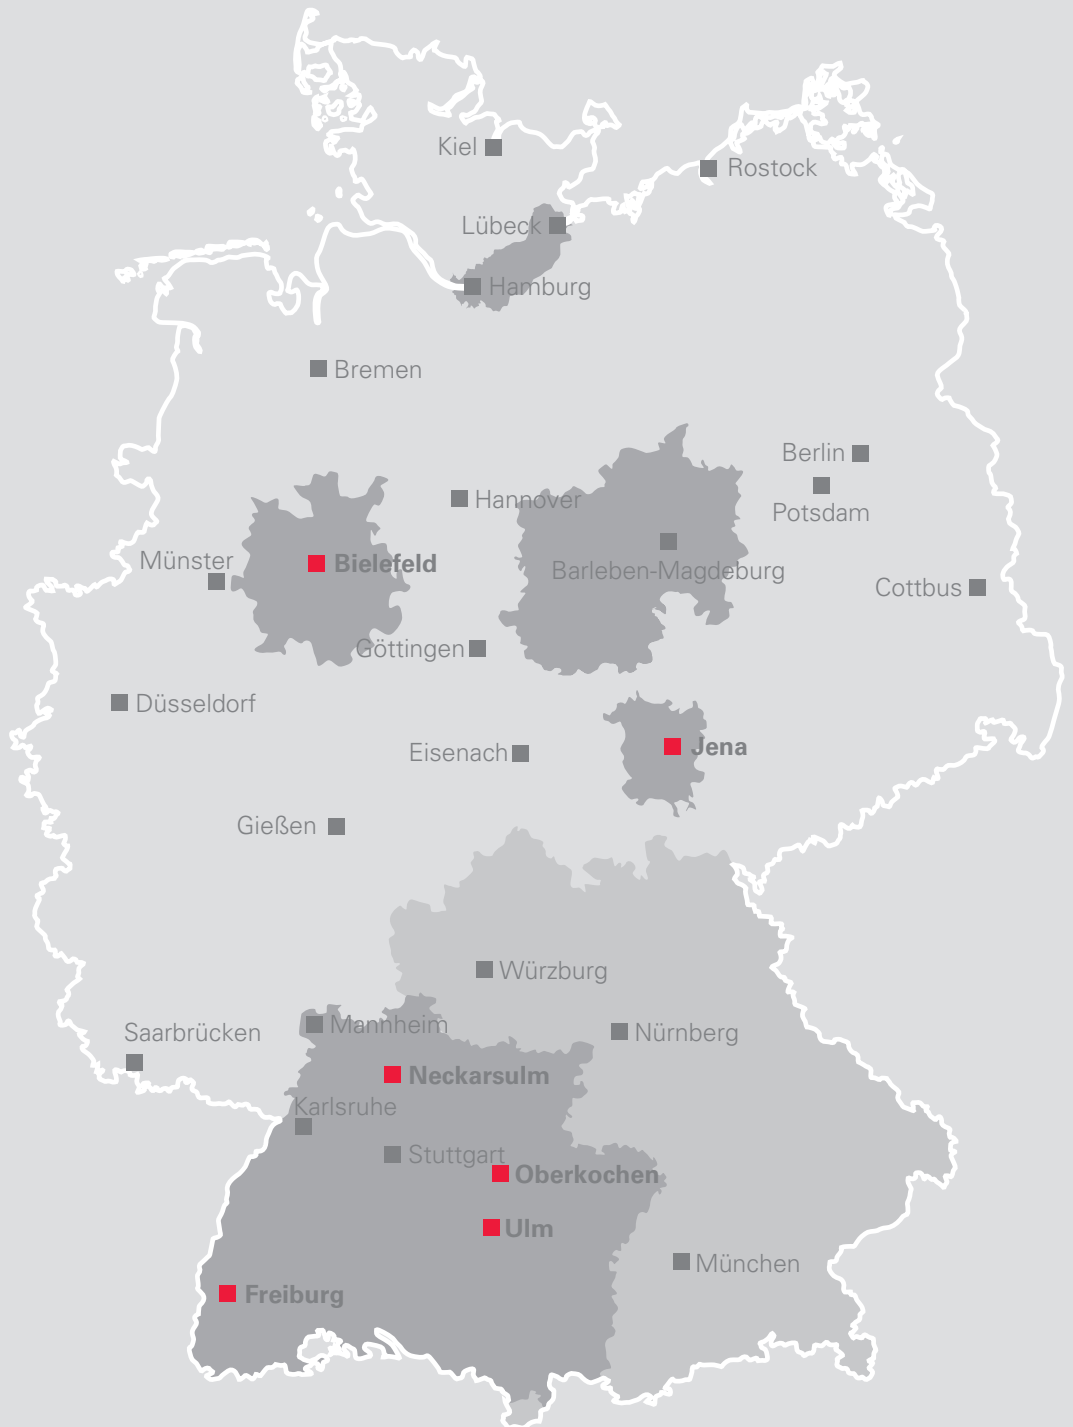 Kiel
Rostock
Lübeck
Hamburg
Bremen
Berlin
Hannover
Potsdam
Münster
Bielefeld
Barleben-Magdeburg
Cottbus
Göttingen
Düsseldorf
Jena
Eisenach
Gießen
Würzburg
Mannheim
Saarbrücken
Nürnberg
Neckarsulm
Karlsruhe
Stuttgart
Oberkochen
Ulm
München
Freiburg